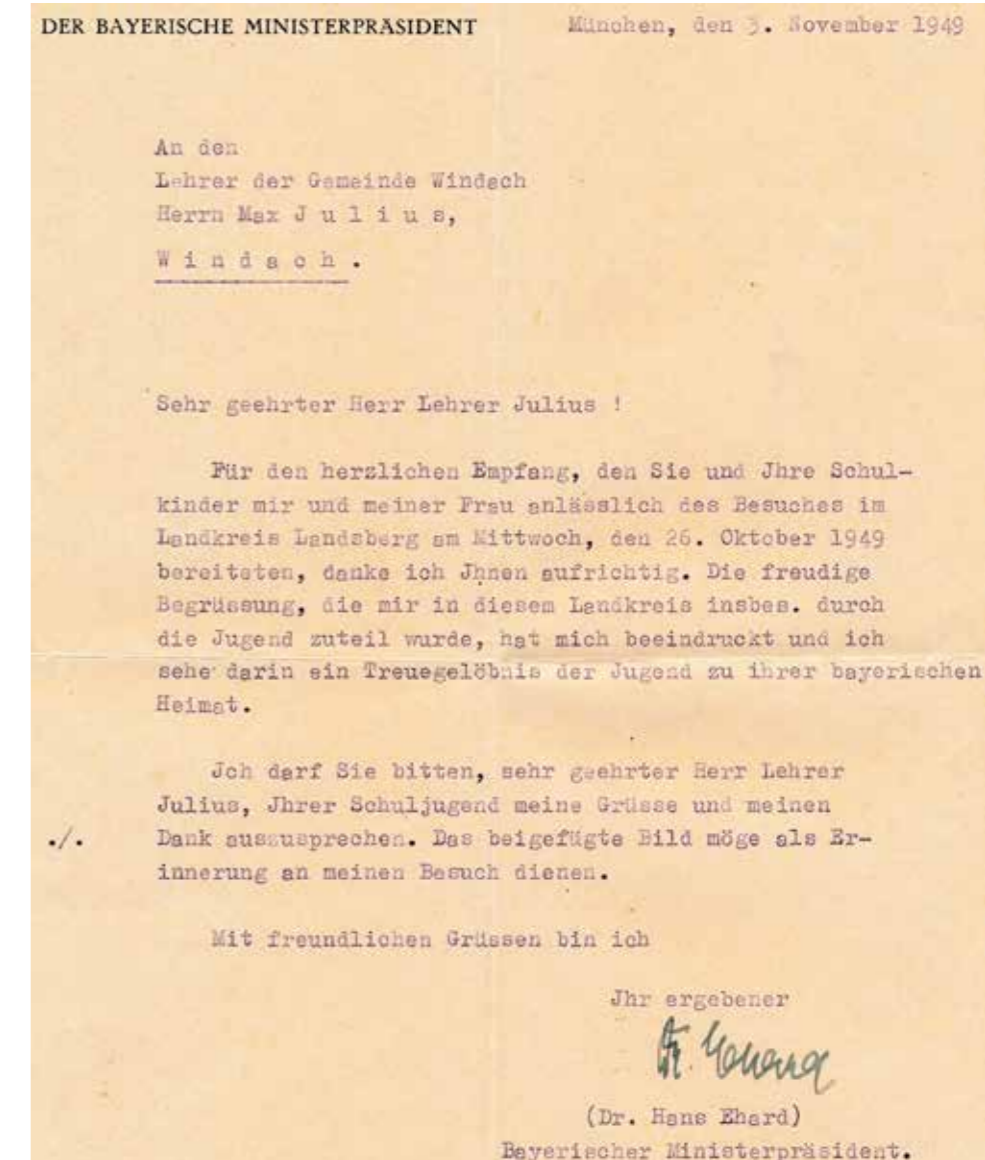 DER BAYERISCHE MINISTERPRÄSIDENT
München, den 3. November 1949
An den
Lehrer der Gemeinde Windach
Herrn Max J u l i u s,
W i n d a c h .
Sehr geehrter Herr Lehrer Julius !
Für den herzlichen Empfang, den Sie und Jhre Schul-
kinder mir und meiner Frau anlässlich des Besuches im
Landkreis Landsberg am Mittwoch, den 26. Oktober 1949
bereiteten, danke ich Jhnen aufrichtig. Die freudige
Begrüssung, die mir in diesem Landkreis insbes. durch
die Jugend zuteil wurde, hat mich beeindruckt und ich
sehe darin ein Treuegelöbnis der Jugend zu ihrer bayerischen
Heimat.
Jch darf Sie bitten, sehr geehrter Herr Lehrer
Julius, Jhrer Schuljugend meine Grüsse und meinen
./. Dank auszusprechen. Das beigefügte Bild möge als Er-
innerung an meinen Besuch dienen.
Mit freundlichen Grüssen bin ich
Jhr ergebener
Dr. Ehard
(Dr. Hans Ehard)
Bayerischer Ministerpräsident.